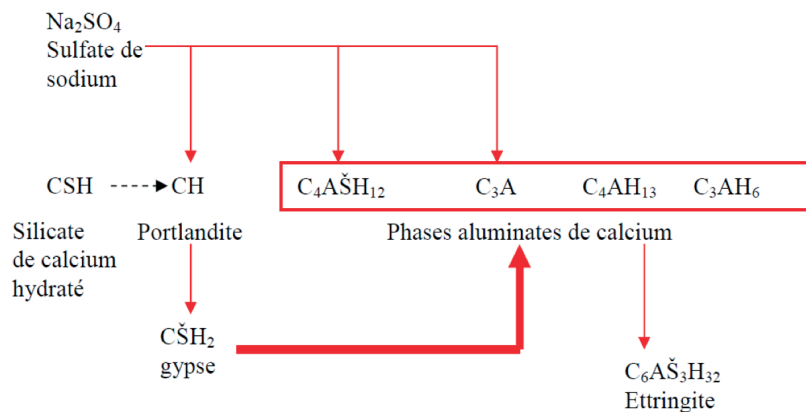 Na₂SO₄
Sulfate de
sodium
CSH CH C₄AŠH₁₂ C₃A C₄AH₁₃ C₃AH₆
Silicate
de calcium
hydraté
Portlandite
Phases aluminates de calcium
CŠH₂
gypse
C₆AŠ₃H₃₂
Ettringite